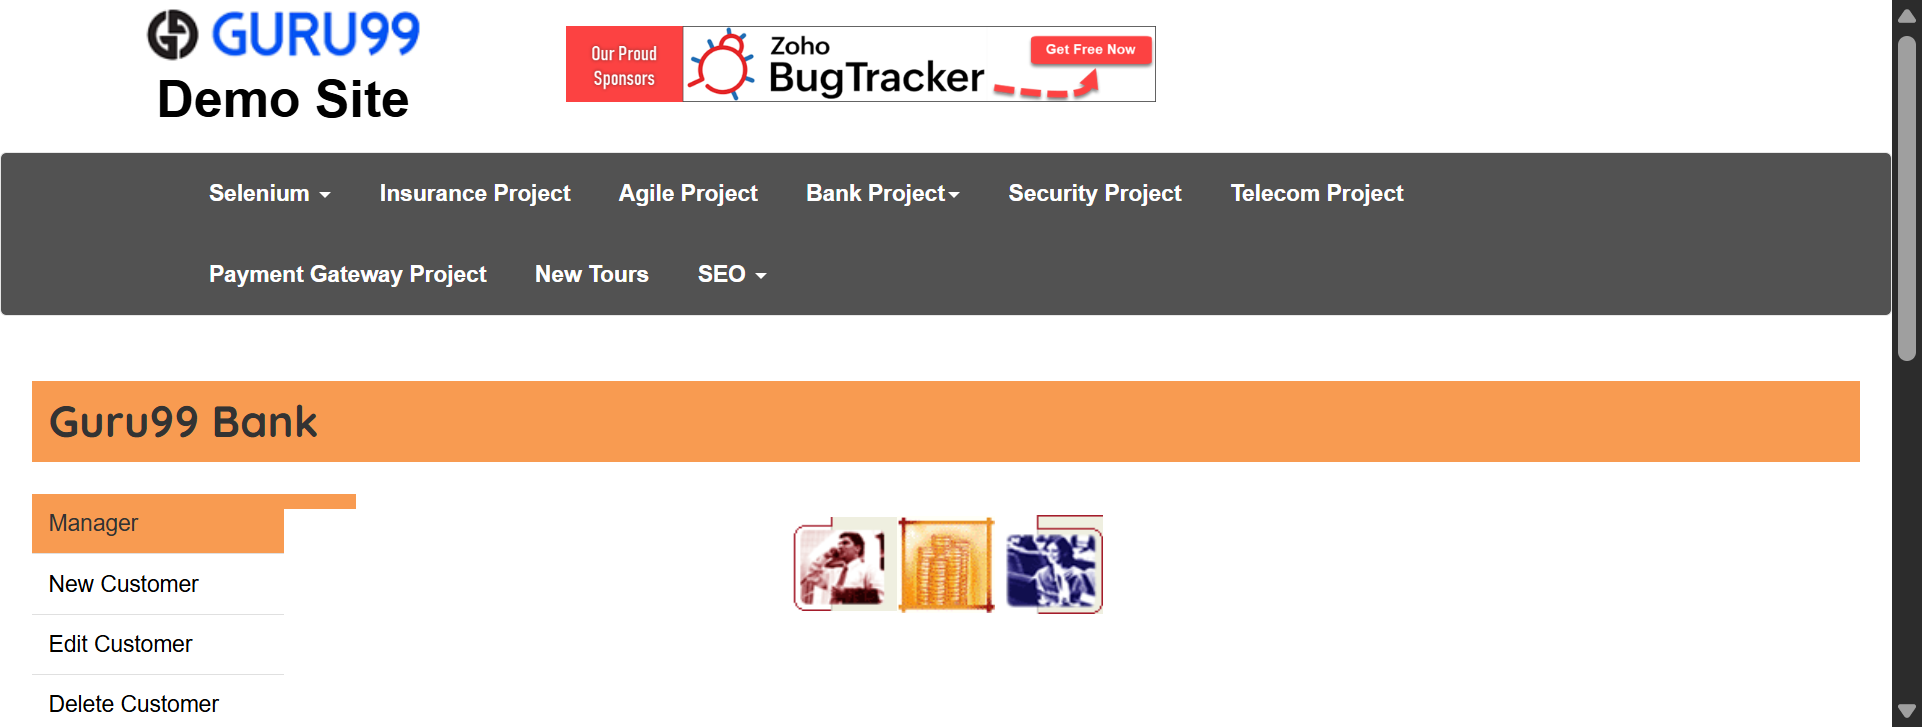 GURU99
Demo Site
Our Proud
Sponsors
Zoho
BugTracker
Get Free Now
Selenium Insurance Project Agile Project Bank Project Security Project Telecom Project
Payment Gateway Project New Tours SEO
Guru99 Bank
Manager
New Customer
Edit Customer
Delete Customer